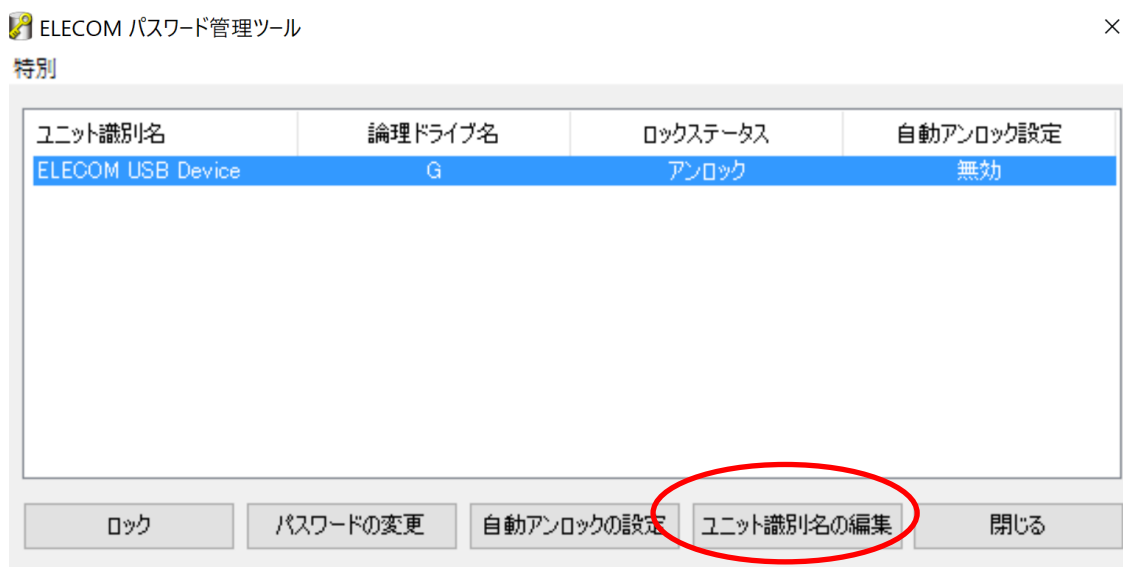 ELECOM パスワード管理ツール
特別
ユニット識別名 論理ドライブ名 ロックステータス 自動アンロック設定
ELECOM USB Device G アンロック 無効
ロック パスワードの変更 自動アンロックの設定 ユニット識別名の編集 閉じる